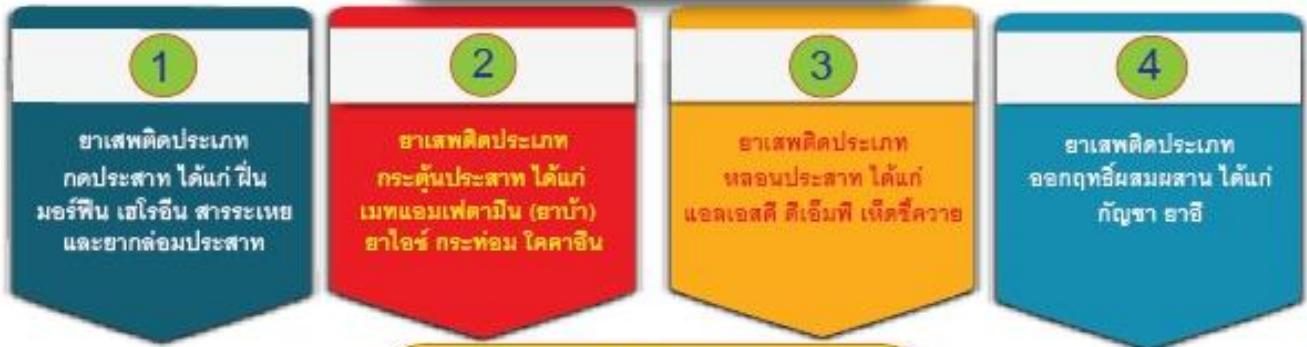 1
ยาเสพติดประเภท
กดประสาท ได้แก่ ฝิ่น
มอร์ฟีน เฮโรอีน สารระเหย
และยากล่อมประสาท
2
ยาเสพติดประเภท
กระตุ้นประสาท ได้แก่
เมทแอมเฟตามีน (ยาบ้า)
ยาไอซ์ กระท่อม โคคาอีน
3
ยาเสพติดประเภท
หลอนประสาท ได้แก่
แอลเอสดี ดีเอ็มพี เห็ดขี้ควาย
4
ยาเสพติดประเภท
ออกฤทธิ์ผสมผสาน ได้แก่
กัญชา ยาอี